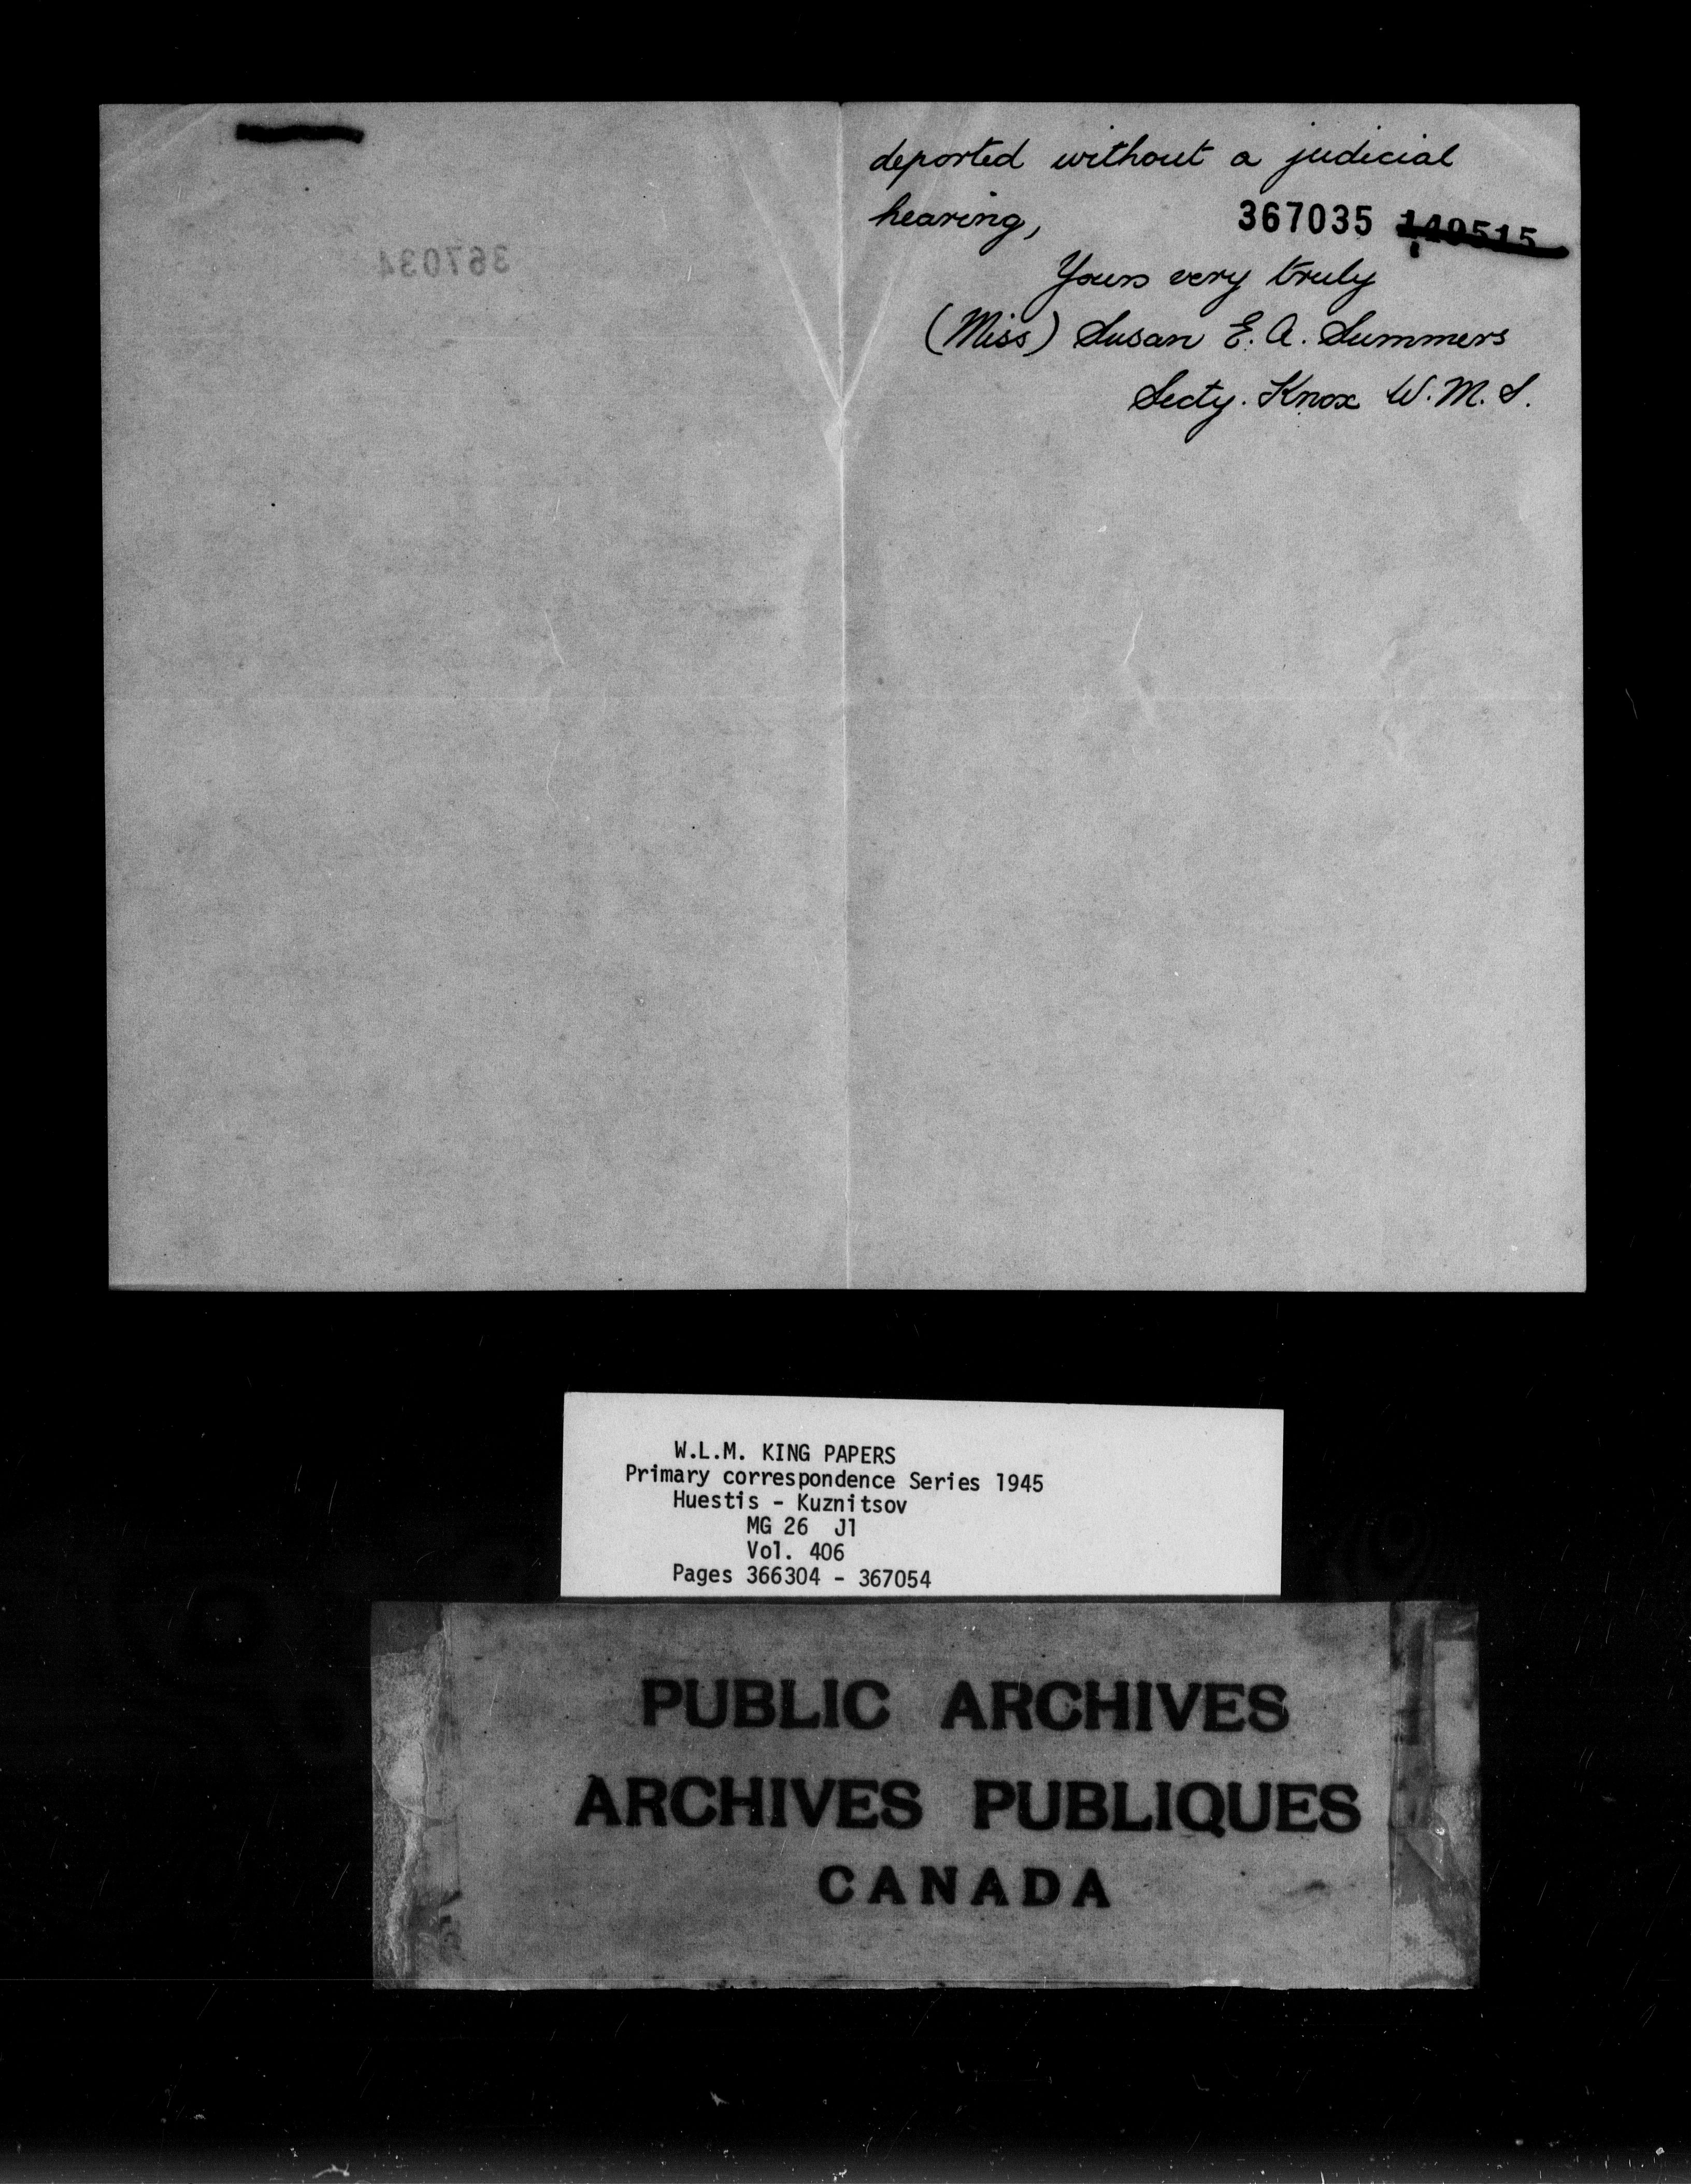 deported without a judicial
hearing,
367035 149515
367034
Yours very truly
(Miss) Susan E. A. Summers
Secty. Knox W. M. S.
W.L.M. KING PAPERS
Primary correspondence Series 1945
Huestis - Kuznitsov
MG 26 J1
Vol. 406
Pages 366304 - 367054
PUBLIC ARCHIVES
ARCHIVES PUBLIQUES
CANADA